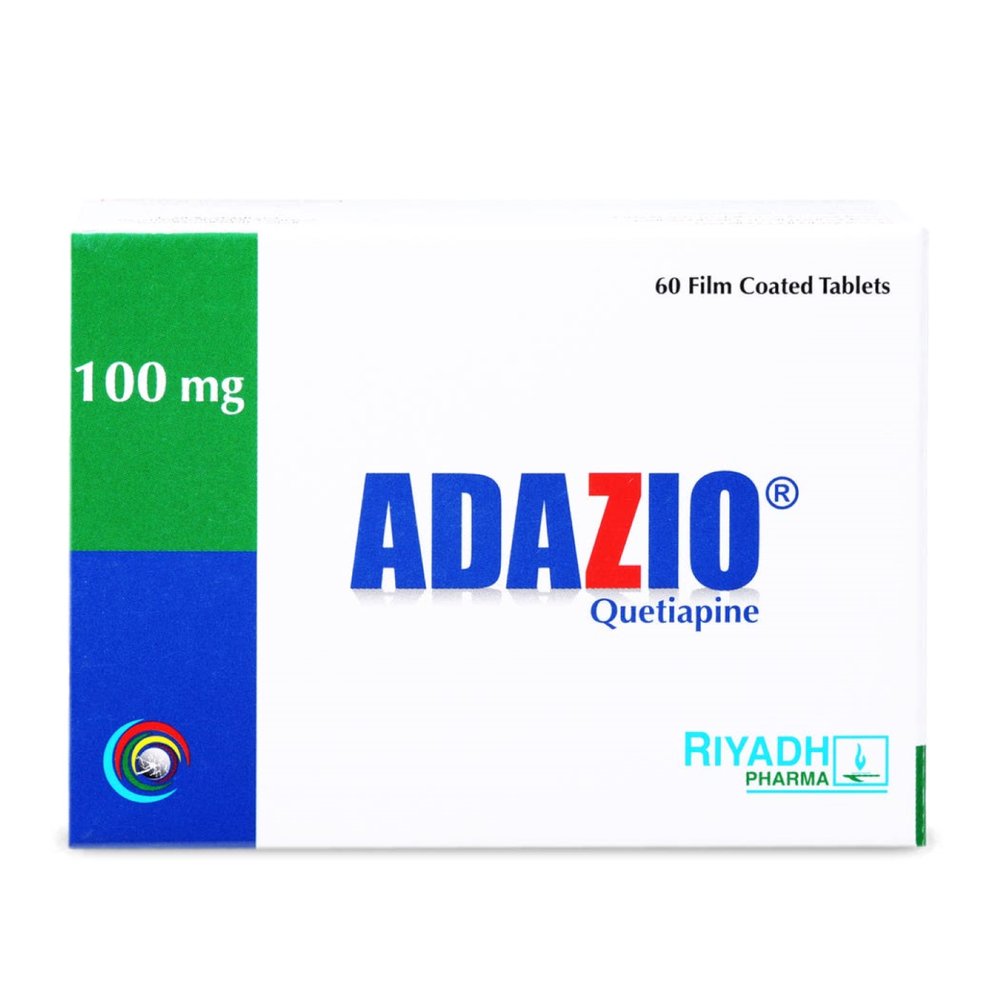 60 Film Coated Tablets
100 mg
ADAZIO®
Quetiapine
RIYADH
PHARMA